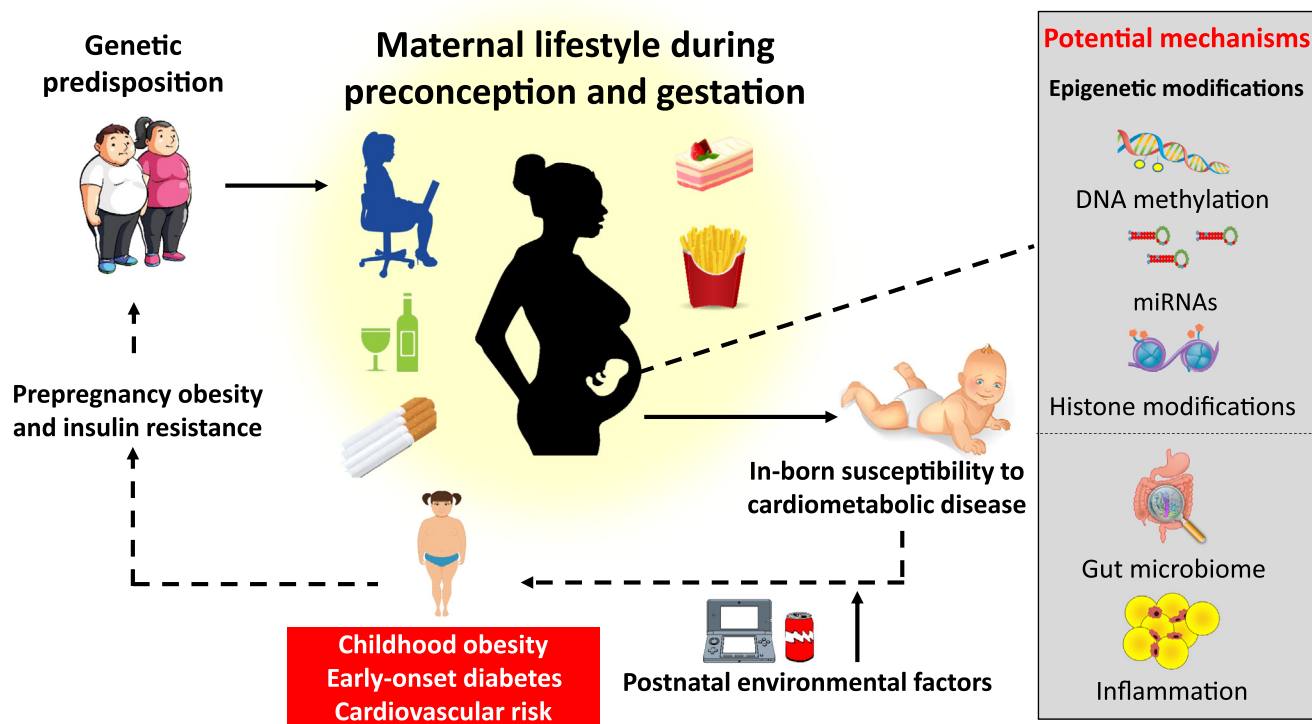 Genetic
predisposition
Maternal lifestyle during
preconception and gestation
Potential mechanisms
Epigenetic modifications
DNA methylation
miRNAs
Histone modifications
Gut microbiome
Inflammation
Prepregnancy obesity
and insulin resistance
In-born susceptibility to
cardiometabolic disease
Childhood obesity
Early-onset diabetes
Cardiovascular risk
Postnatal environmental factors